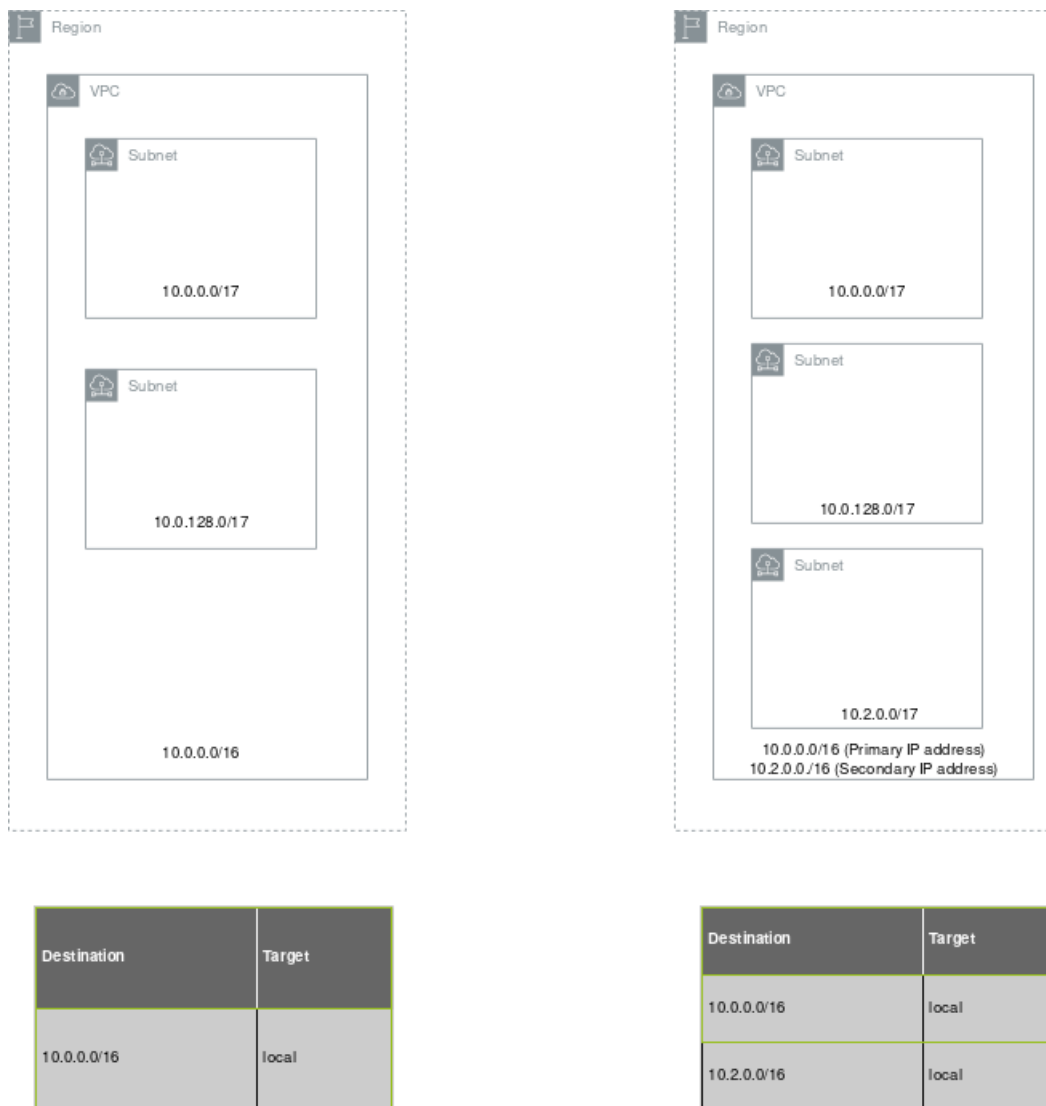 Region
VPC
Subnet
10.0.0.0/17
Subnet
10.0.128.0/17
10.0.0.0/16
Region
VPC
Subnet
10.0.0.0/17
Subnet
10.0.128.0/17
Subnet
10.2.0.0/17
10.0.0.0/16 (Primary IP address)
10.2.0.0./16 (Secondary IP address)
Destination Target
10.0.0.0/16 local
Destination Target
10.0.0.0/16 local
10.2.0.0/16 local